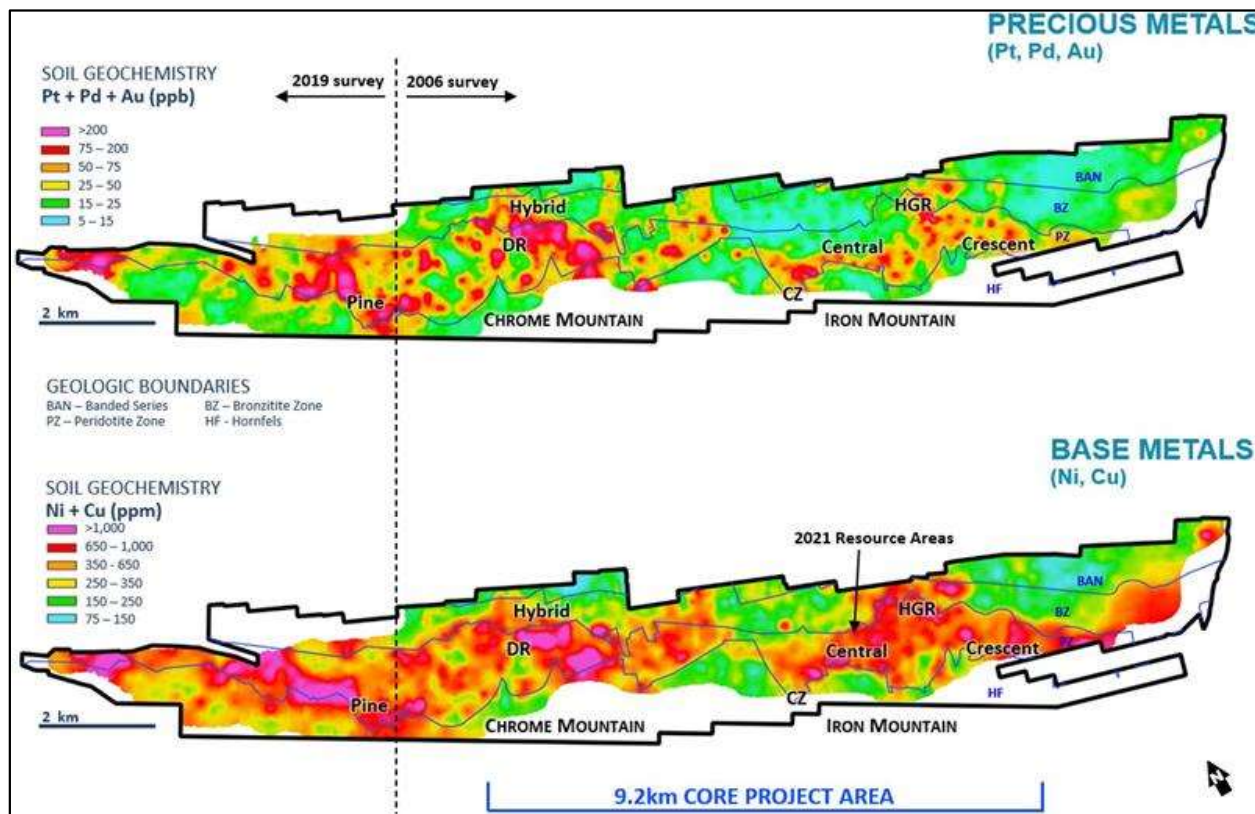 PRECIOUS METALS
(Pt, Pd, Au)
SOIL GEOCHEMISTRY
Pt + Pd + Au (ppb)
2019 survey
2006 survey
>200
75 – 200
50 – 75
25 – 50
15 – 25
5 – 15
BAN
BZ
PZ
HF
Hybrid
HGR
DR
Central
Crescent
Pine
CZ
2 km
CHROME MOUNTAIN
IRON MOUNTAIN
GEOLOGIC BOUNDARIES
BAN – Banded Series
BZ – Bronzitite Zone
PZ – Peridotite Zone
HF - Hornfels
BASE METALS
(Ni, Cu)
SOIL GEOCHEMISTRY
Ni + Cu (ppm)
>1,000
650 – 1,000
350 - 650
250 – 350
150 – 250
75 – 150
2021 Resource Areas
BAN
BZ
PZ
HF
Hybrid
HGR
DR
Central
Crescent
Pine
CZ
2 km
CHROME MOUNTAIN
IRON MOUNTAIN
N
9.2km CORE PROJECT AREA